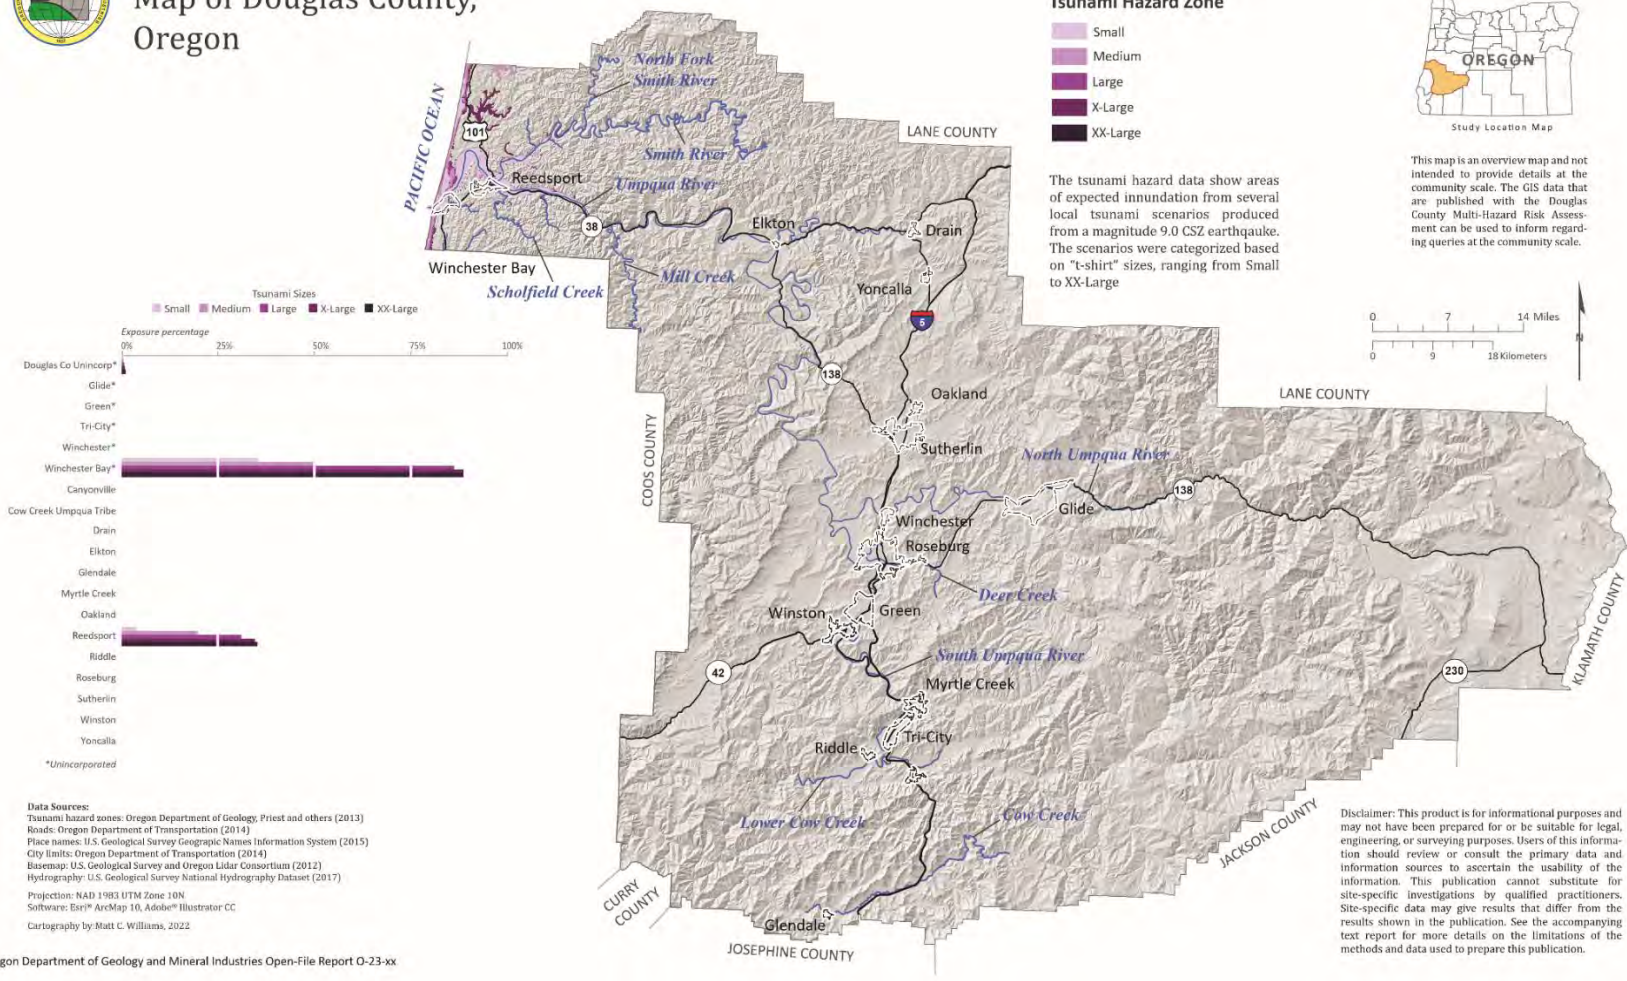 Map of Douglas County,
Oregon
Tsunami Hazard Zone
Small
Medium
Large
X-Large
XX-Large
The tsunami hazard data show areas
of expected innundation from several
local tsunami scenarios produced
from a magnitude 9.0 CSZ earthqauke.
The scenarios were categorized based
on "t-shirt" sizes, ranging from Small
to XX-Large
OREGON
Study Location Map
This map is an overview map and not
intended to provide details at the
community scale. The GIS data that
are published with the Douglas
County Multi-Hazard Risk Assess-
ment can be used to inform regard-
ing queries at the community scale.
0 7 14 Miles
0 9 18 Kilometers
N
PACIFIC OCEAN
North Fork
Smith River
101
LANE COUNTY
Smith River
Reedsport
Umpqua River
38
Elkton
Drain
Winchester Bay
Mill Creek
Scholfield Creek
Yoncalla
5
138
Oakland
LANE COUNTY
COOS COUNTY
Sutherlin
North Umpqua River
138
Glide
Winchester
Roseburg
Deer Creek
Winston
Green
KLAMATH COUNTY
South Umpqua River
42
230
Myrtle Creek
Tri-City
Riddle
Lower Cow Creek
Cow Creek
JACKSON COUNTY
CURRY
COUNTY
Glendale
JOSEPHINE COUNTY
Tsunami Sizes
Small Medium Large X-Large XX-Large
Exposure percentage
0% 25% 50% 75% 100%
Douglas Co Unincorp*
Glide*
Green*
Tri-City*
Winchester*
Winchester Bay*
Canyonville
Cow Creek Umpqua Tribe
Drain
Elkton
Glendale
Myrtle Creek
Oakland
Reedsport
Riddle
Roseburg
Sutherlin
Winston
Yoncalla
*Unincorporated
Data Sources:
Tsunami hazard zones: Oregon Department of Geology, Priest and others (2013)
Roads: Oregon Department of Transportation (2014)
Place names: U.S. Geological Survey Geograpic Names Information System (2015)
City limits: Oregon Department of Transportation (2014)
Basemap: U.S. Geological Survey and Oregon Lidar Consortium (2012)
Hydrography: U.S. Geological Survey National Hydrography Dataset (2017)
Projection: NAD 1983 UTM Zone 10N
Software: Esri® ArcMap 10, Adobe® Illustrator CC
Cartography by:Matt C. Williams, 2022
gon Department of Geology and Mineral Industries Open-File Report O-23-xx
Disclaimer: This product is for informational purposes and
may not have been prepared for or be suitable for legal,
engineering, or surveying purposes. Users of this informa-
tion should review or consult the primary data and
information sources to ascertain the usability of the
information. This publication cannot substitute for
site-specific investigations by qualified practitioners.
Site-specific data may give results that differ from the
results shown in the publication. See the accompanying
text report for more details on the limitations of the
methods and data used to prepare this publication.